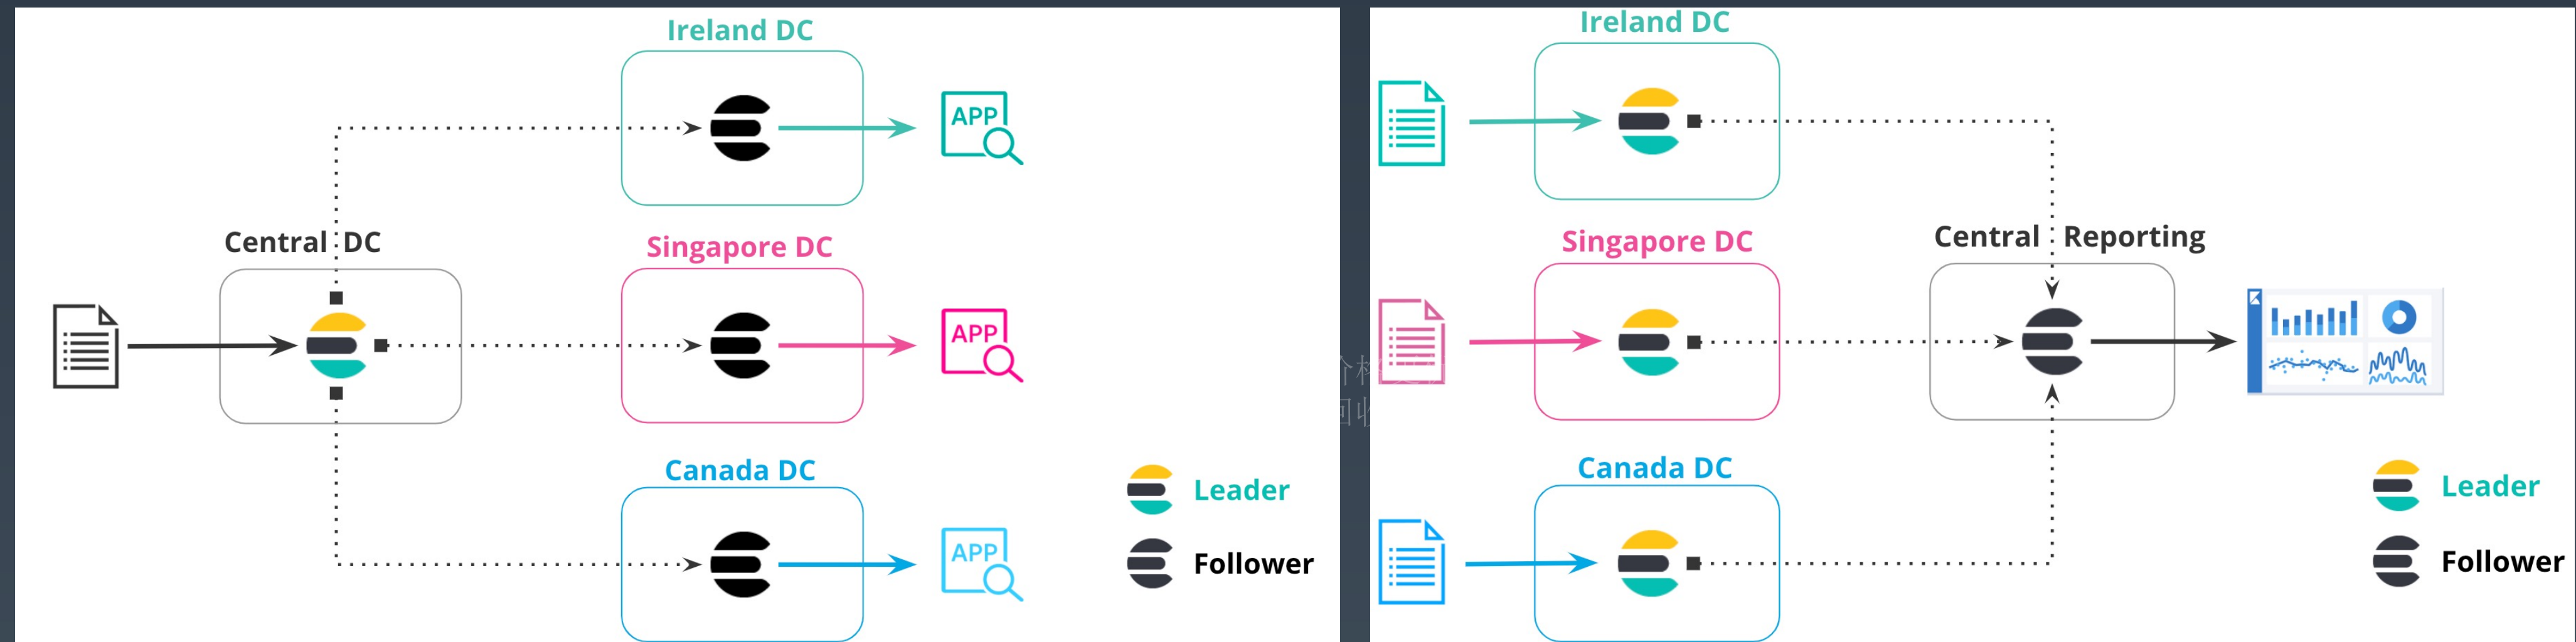 Ireland DC
APP
Central DC
Singapore DC
APP
Canada DC
APP
Leader
Follower
Ireland DC
Singapore DC
Central Reporting
Canada DC
Leader
Follower